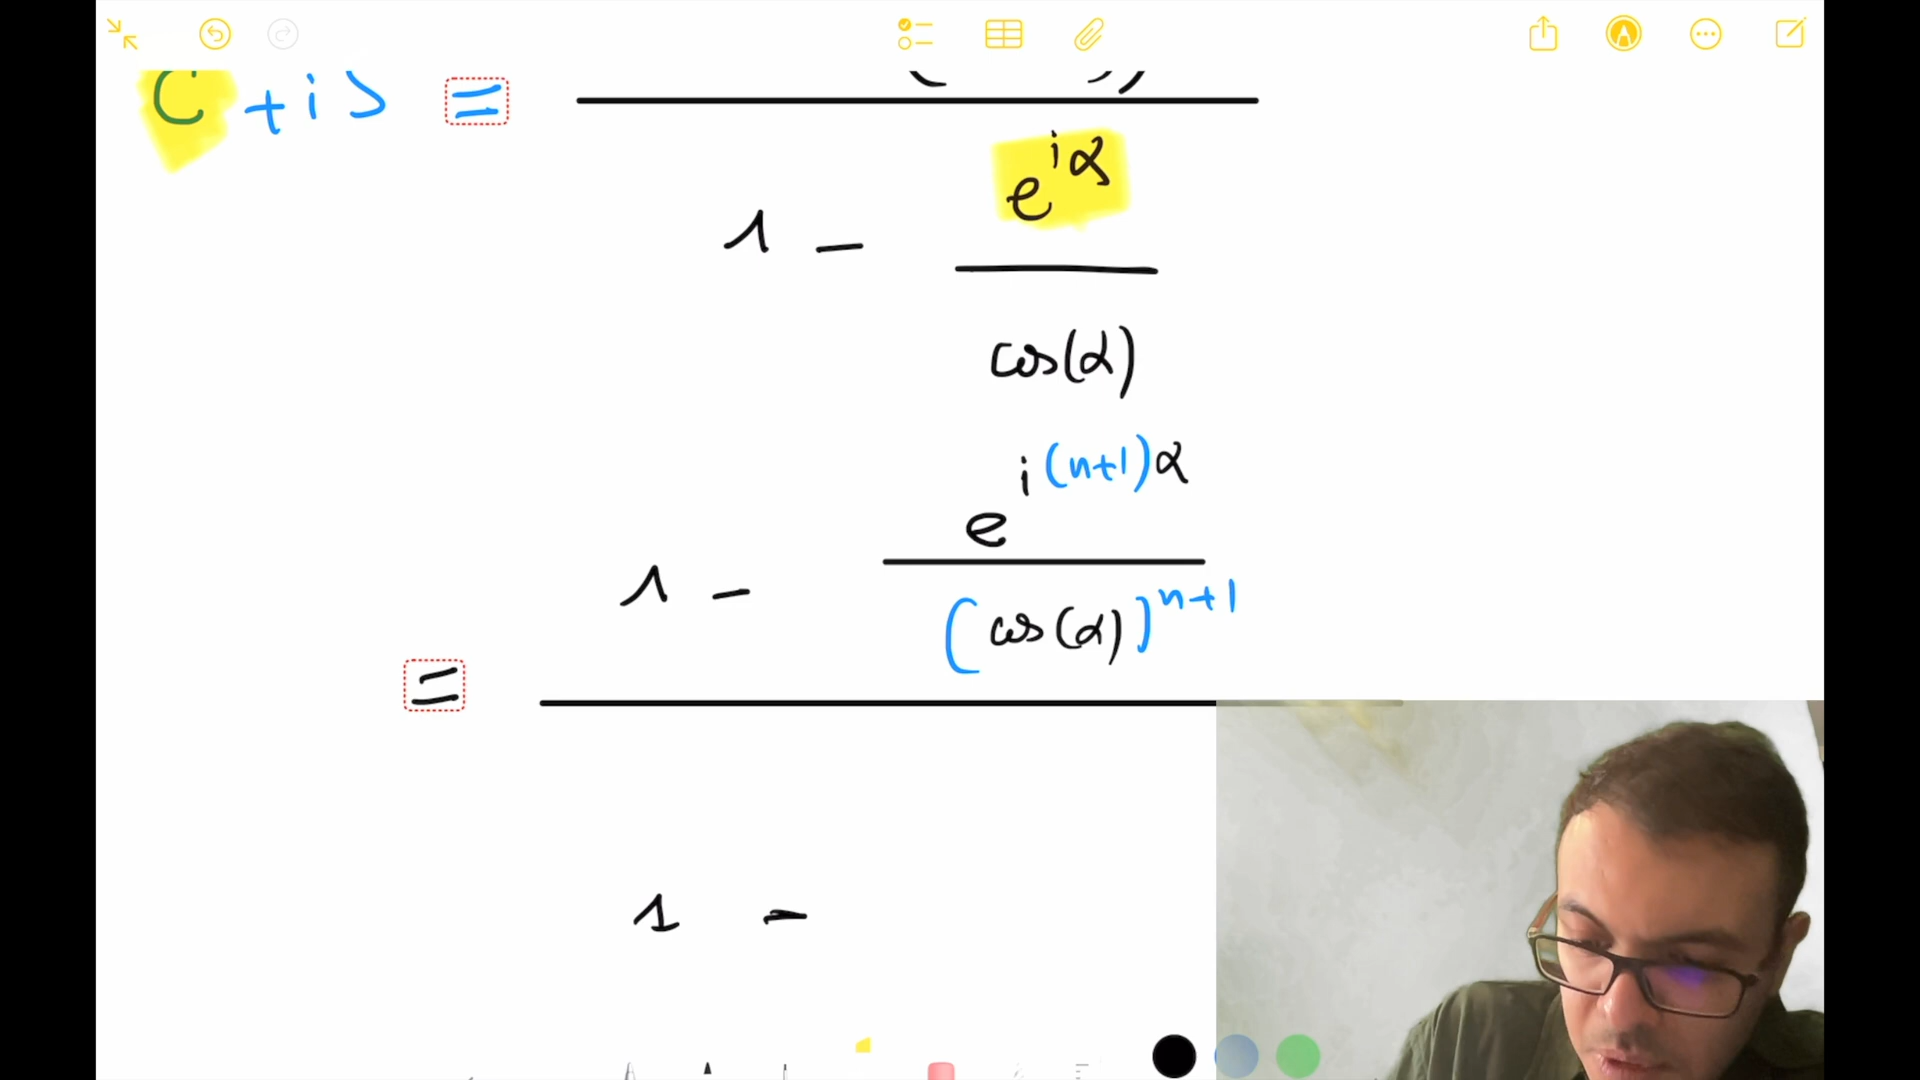 C + i S =
1 - e^{iα} / cos(α)
= (1 - e^{i(n+1)α} / (cos(α))^{n+1}) /
1 -